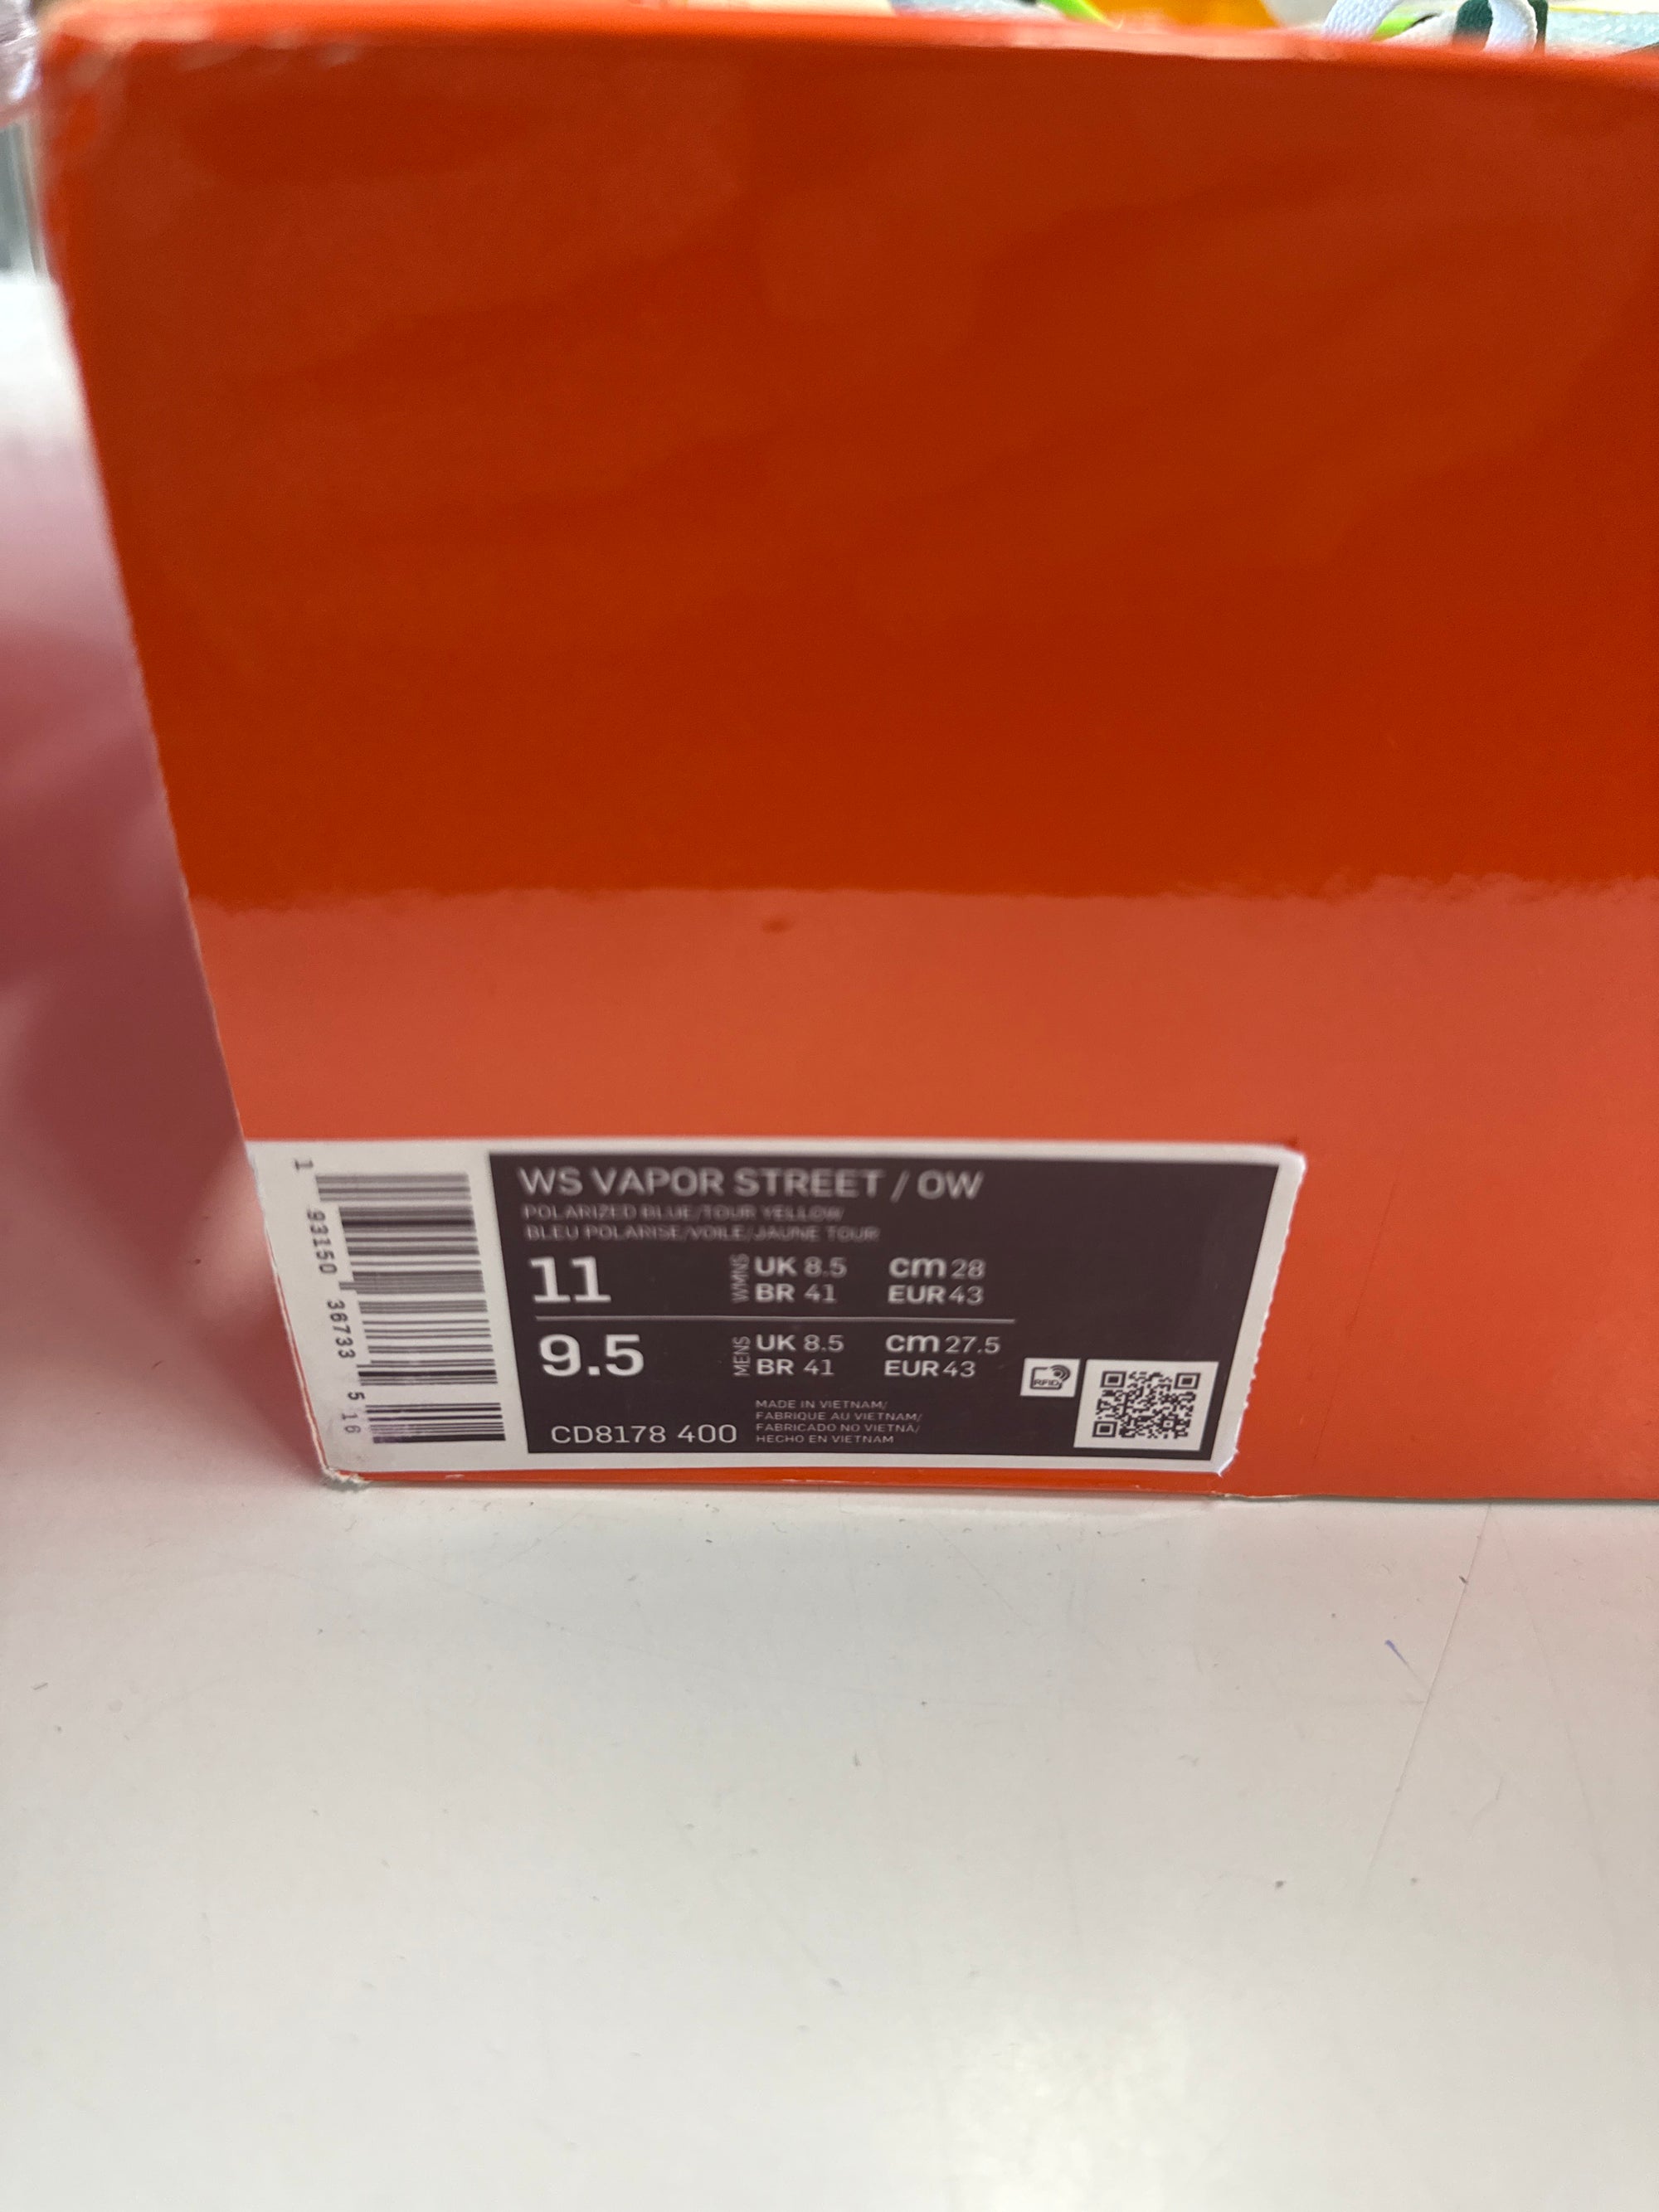 WS VAPOR STREET / OW
POLARIZED BLUE/TOUR YELLOW
BLEU POLARISE/VOILE/JAUNE TOUR
11 WMNS UK 8.5 cm 28
BR 41 EUR 43
9.5 MENS UK 8.5 cm 27.5
BR 41 EUR 43
RFID
CD8178 400
MADE IN VIETNAM/
FABRIQUE AU VIETNAM/
FABRICADO NO VIETNÃ/
HECHO EN VIETNAM
1 93150 36733 5 16